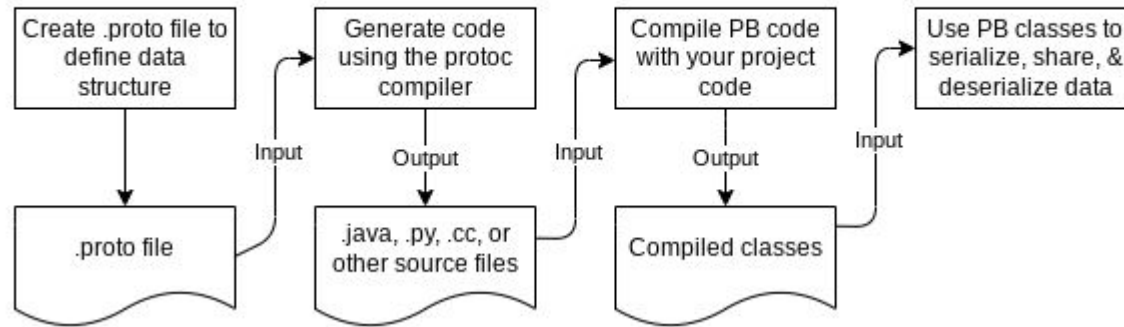 Create .proto file to
define data
structure
Generate code
using the protoc
compiler
Compile PB code
with your project
code
Use PB classes to
serialize, share, &
deserialize data
Input
Output
Input
Output
Input
.proto file
.java, .py, .cc, or
other source files
Compiled classes